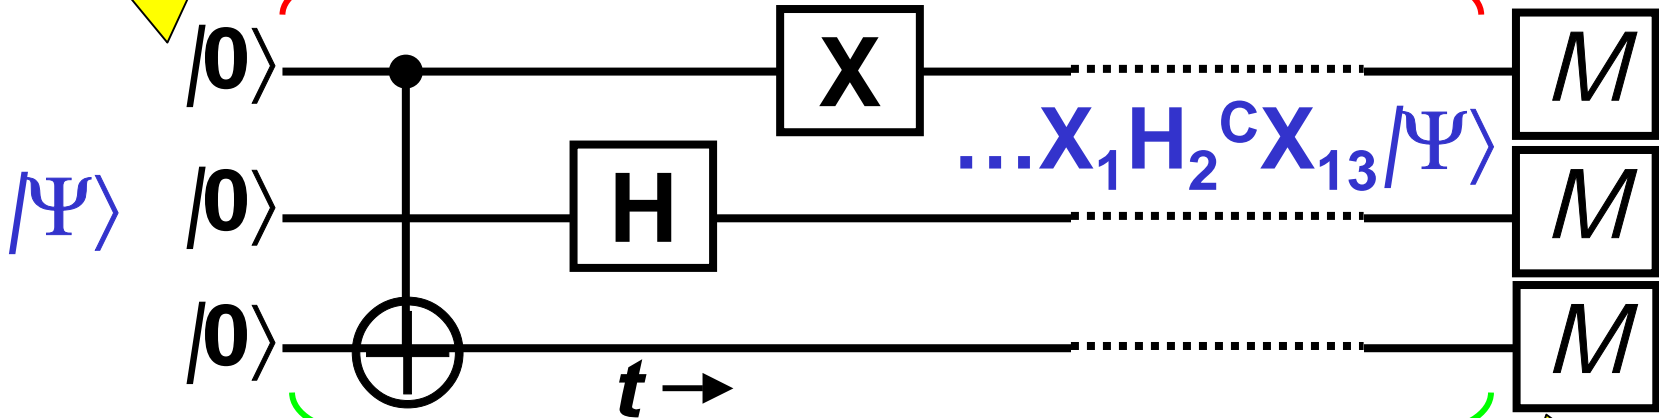 |0⟩ X M
...X₁H₂ᶜX₁₃|Ψ⟩
|Ψ⟩ |0⟩ H M
|0⟩ M
t